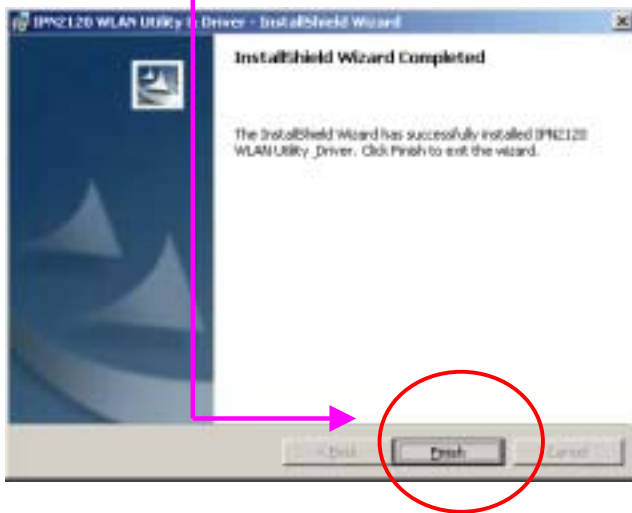 IPN2120 WLAN Utility & Driver - InstallShield Wizard
InstallShield Wizard Completed
The InstallShield Wizard has successfully installed IPN2120
WLAN Utility_Driver. Click Finish to exit the wizard.
< Back
Finish
Cancel